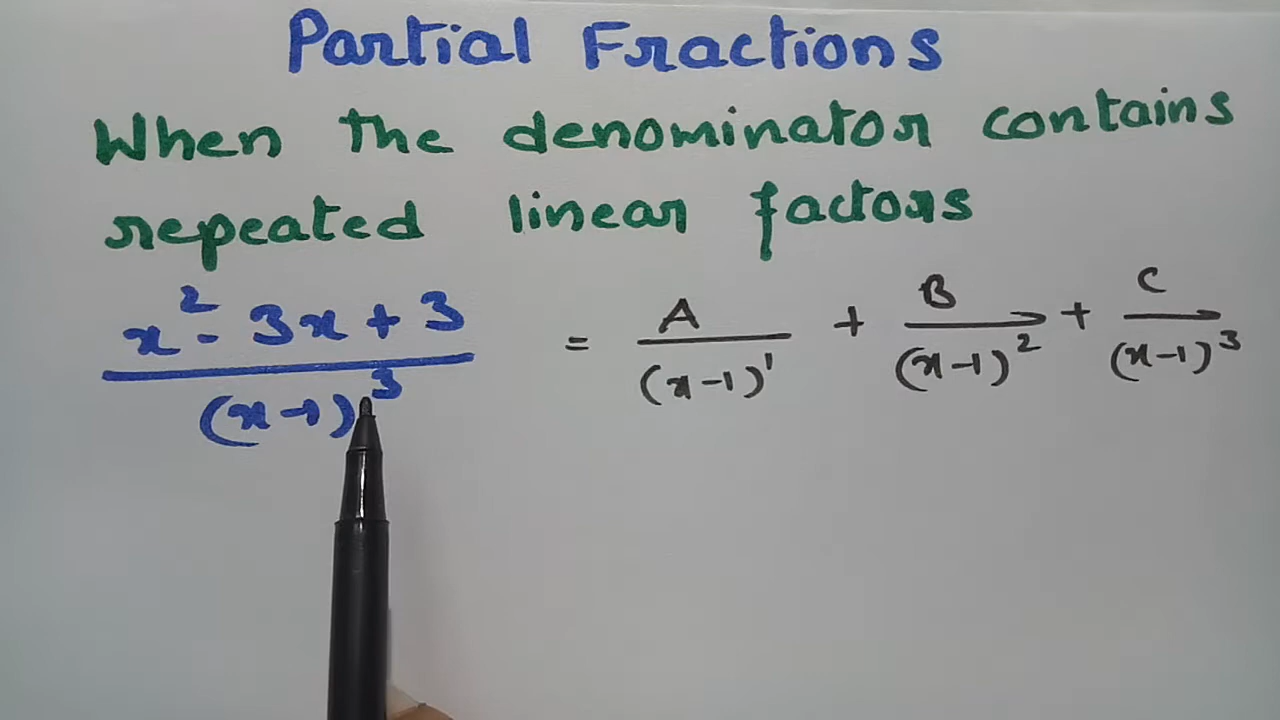 Partial Fractions
When the denominator contains
repeated linear factors
x² - 3x + 3 / (x-1)³ = A / (x-1)¹ + B / (x-1)² + C / (x-1)³